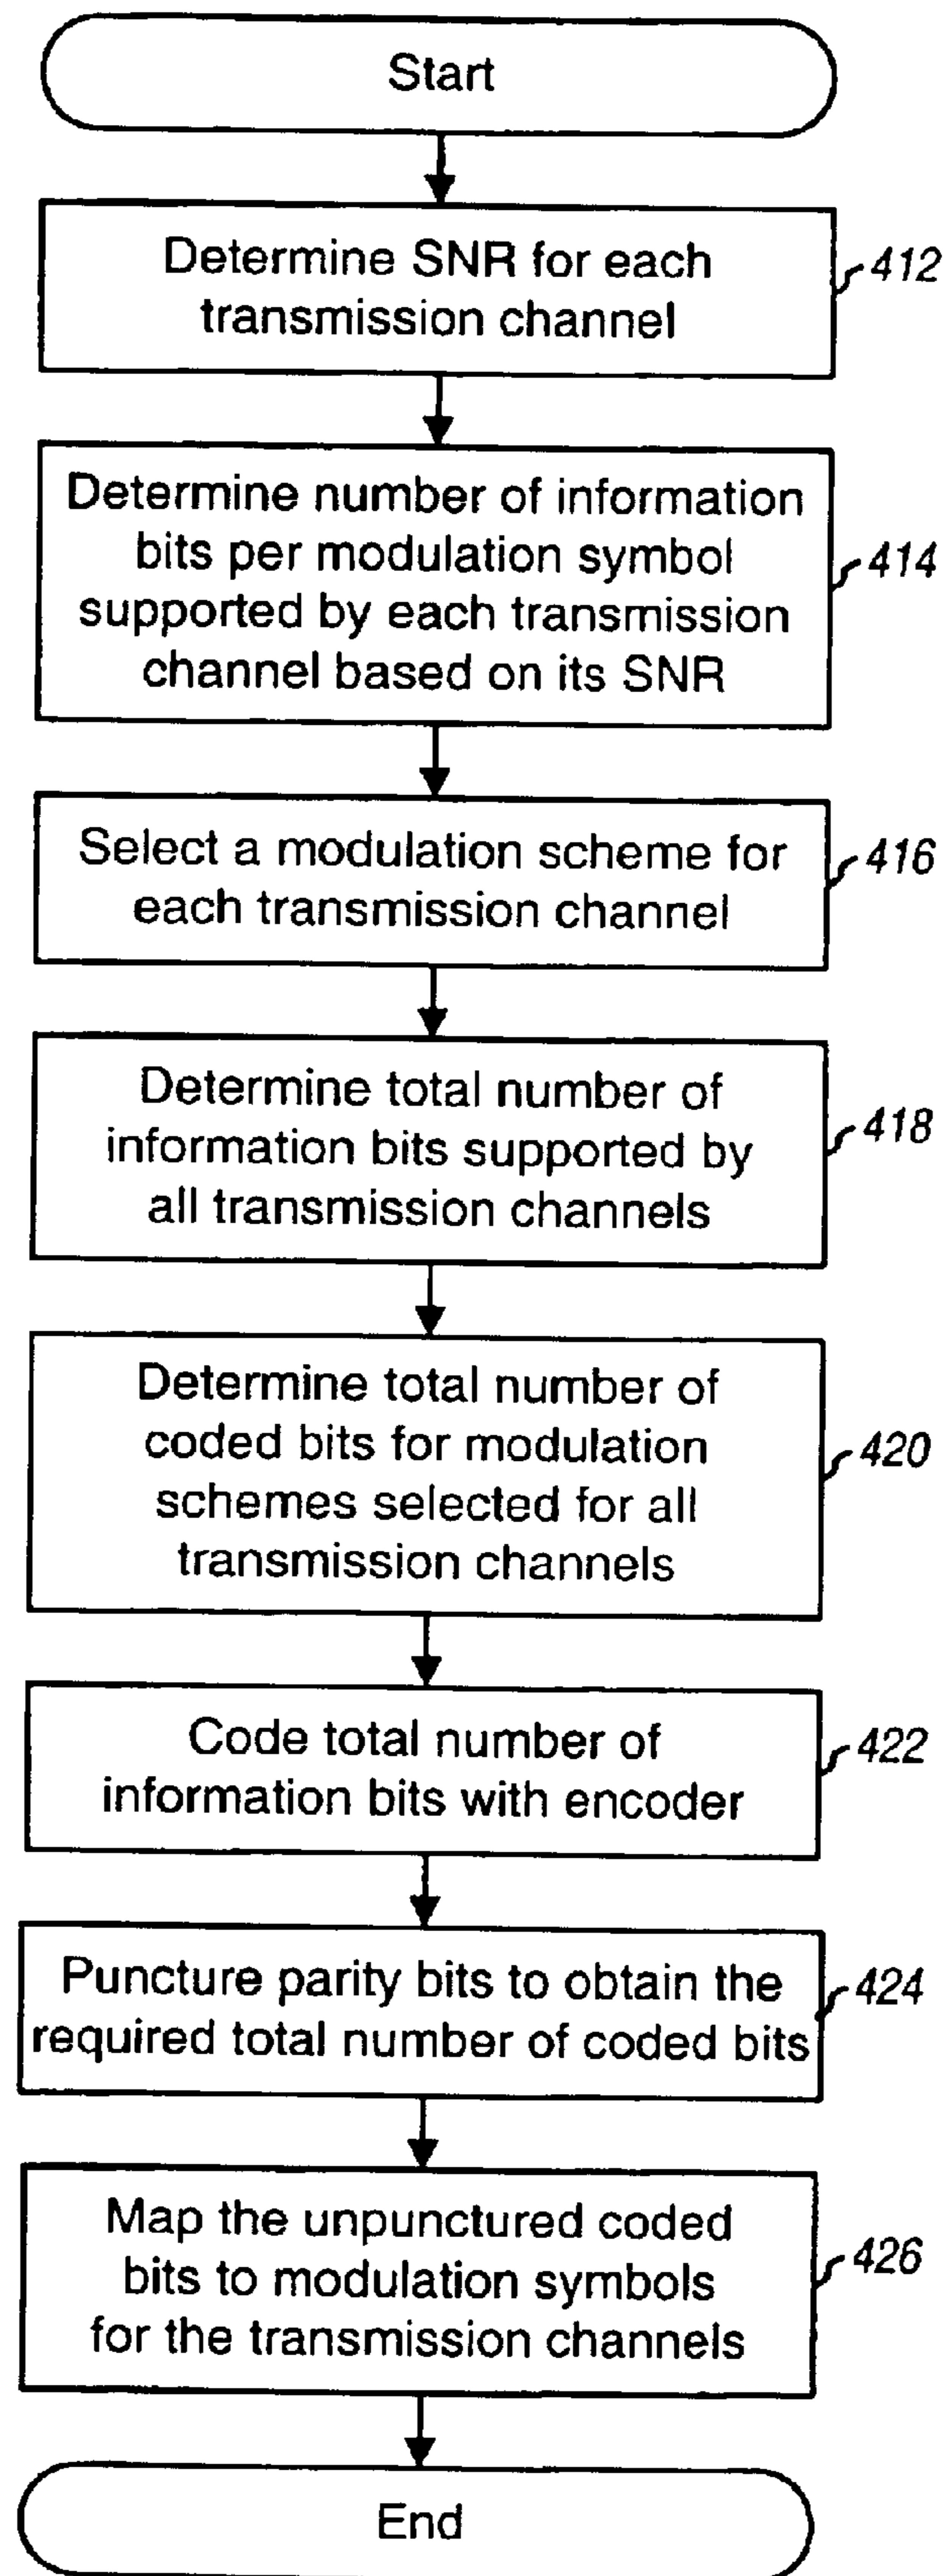 Start
Determine SNR for each
transmission channel
412
Determine number of information
bits per modulation symbol
supported by each transmission
channel based on its SNR
414
Select a modulation scheme for
each transmission channel
416
Determine total number of
information bits supported by
all transmission channels
418
Determine total number of
coded bits for modulation
schemes selected for all
transmission channels
420
Code total number of
information bits with encoder
422
Puncture parity bits to obtain the
required total number of coded bits
424
Map the unpunctured coded
bits to modulation symbols
for the transmission channels
426
End